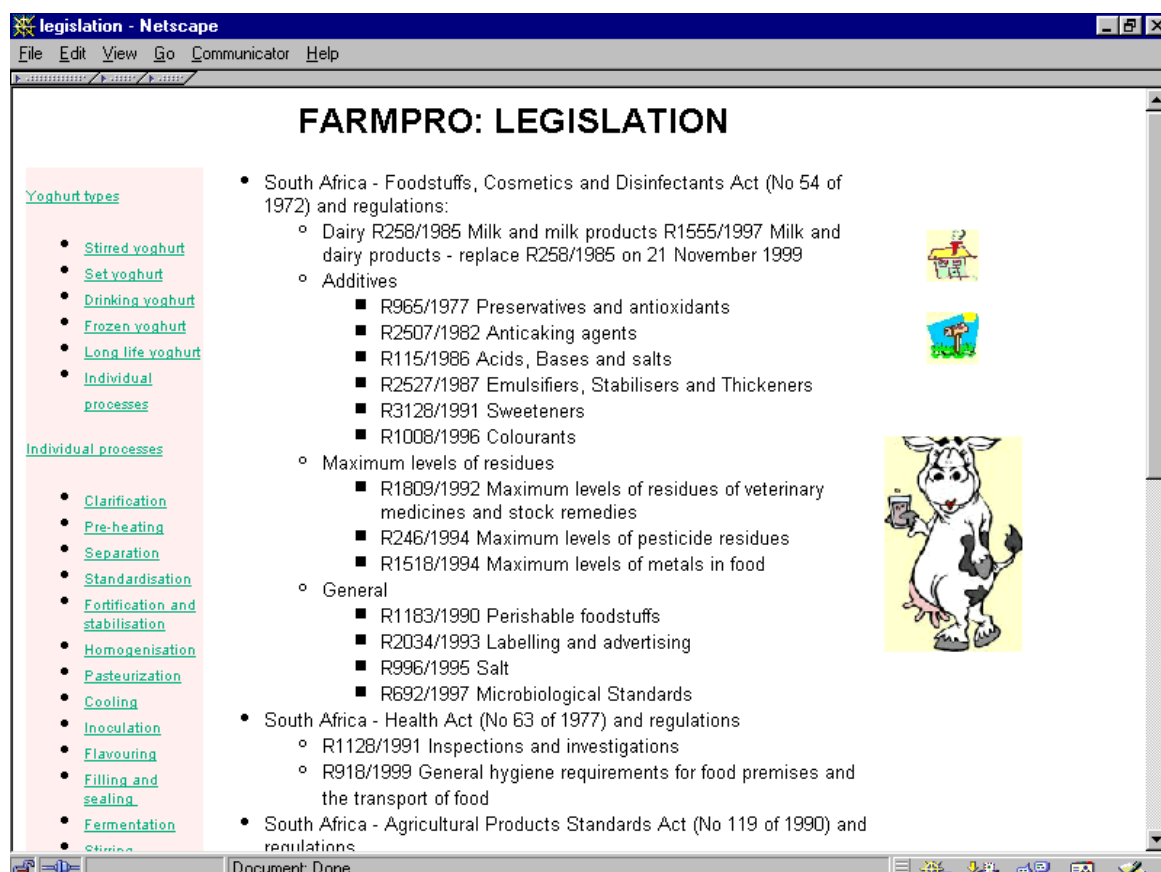 legislation - Netscape
File Edit View Go Communicator Help
FARMPRO: LEGISLATION
Yoghurt types
Stirred yoghurt
Set yoghurt
Drinking yoghurt
Frozen yoghurt
Long life yoghurt
Individual
processes
Individual processes
Clarification
Pre-heating
Separation
Standardisation
Fortification and
stabilisation
Homogenisation
Pasteurization
Cooling
Inoculation
Flavouring
Filling and
sealing
Fermentation
Stirring
South Africa - Foodstuffs, Cosmetics and Disinfectants Act (No 54 of
1972) and regulations:
Dairy R258/1985 Milk and milk products R1555/1997 Milk and
dairy products - replace R258/1985 on 21 November 1999
Additives
R965/1977 Preservatives and antioxidants
R2507/1982 Anticaking agents
R115/1986 Acids, Bases and salts
R2527/1987 Emulsifiers, Stabilisers and Thickeners
R3128/1991 Sweeteners
R1008/1996 Colourants
Maximum levels of residues
R1809/1992 Maximum levels of residues of veterinary
medicines and stock remedies
R246/1994 Maximum levels of pesticide residues
R1518/1994 Maximum levels of metals in food
General
R1183/1990 Perishable foodstuffs
R2034/1993 Labelling and advertising
R996/1995 Salt
R692/1997 Microbiological Standards
South Africa - Health Act (No 63 of 1977) and regulations
R1128/1991 Inspections and investigations
R918/1999 General hygiene requirements for food premises and
the transport of food
South Africa - Agricultural Products Standards Act (No 119 of 1990) and
regulations
Document: Done